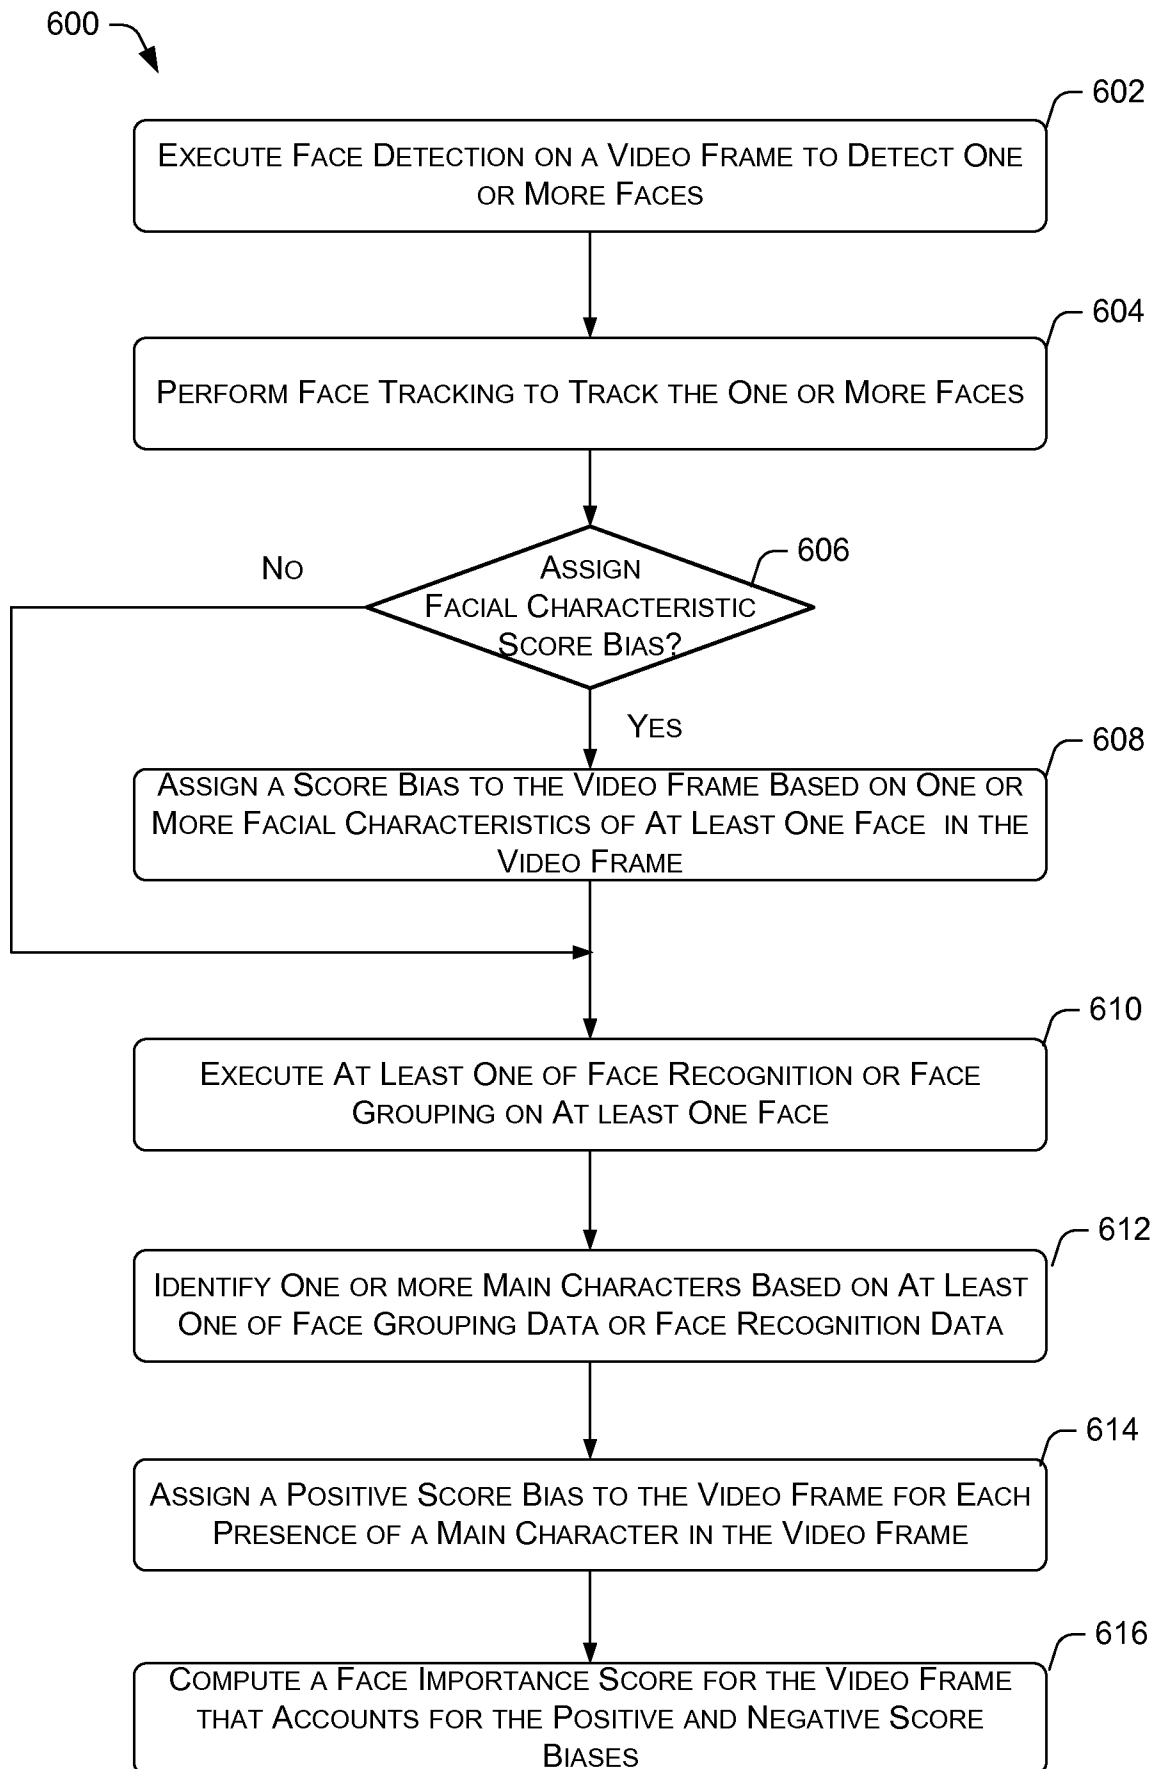 600
602
EXECUTE FACE DETECTION ON A VIDEO FRAME TO DETECT ONE
OR MORE FACES
604
PERFORM FACE TRACKING TO TRACK THE ONE OR MORE FACES
606
NO
ASSIGN
FACIAL CHARACTERISTIC
SCORE BIAS?
YES
608
ASSIGN A SCORE BIAS TO THE VIDEO FRAME BASED ON ONE OR
MORE FACIAL CHARACTERISTICS OF AT LEAST ONE FACE IN THE
VIDEO FRAME
610
EXECUTE AT LEAST ONE OF FACE RECOGNITION OR FACE
GROUPING ON AT LEAST ONE FACE
612
IDENTIFY ONE OR MORE MAIN CHARACTERS BASED ON AT LEAST
ONE OF FACE GROUPING DATA OR FACE RECOGNITION DATA
614
ASSIGN A POSITIVE SCORE BIAS TO THE VIDEO FRAME FOR EACH
PRESENCE OF A MAIN CHARACTER IN THE VIDEO FRAME
616
COMPUTE A FACE IMPORTANCE SCORE FOR THE VIDEO FRAME
THAT ACCOUNTS FOR THE POSITIVE AND NEGATIVE SCORE
BIASES